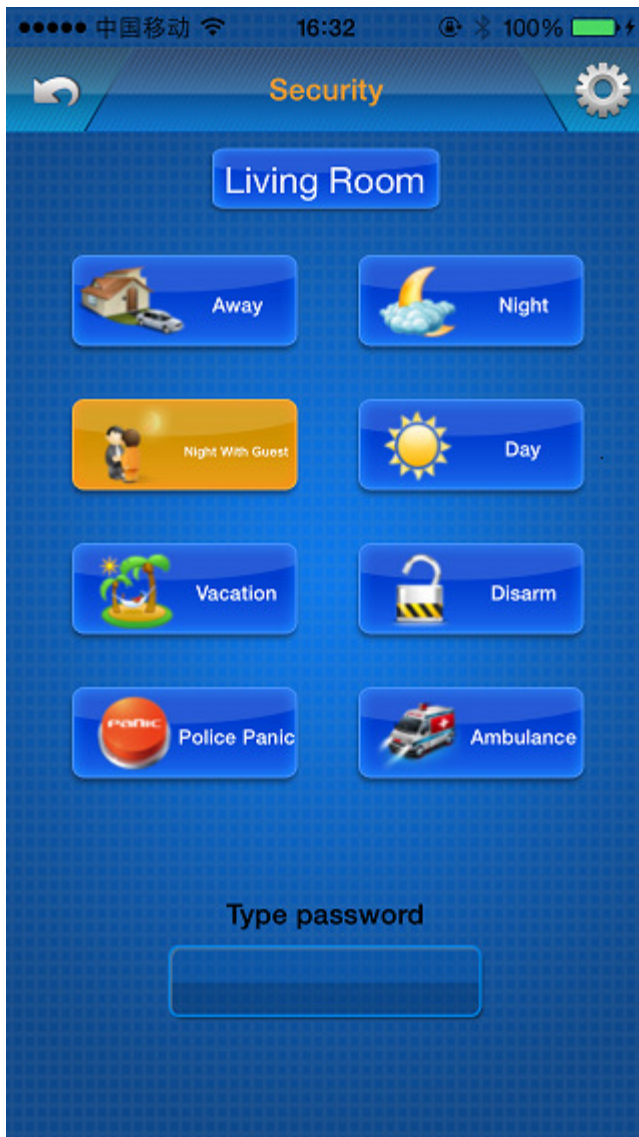 中国移动 16:32 100%
Security
Living Room
Away Night
Night With Guest Day
Vacation Disarm
PANIC Police Panic Ambulance
Type password